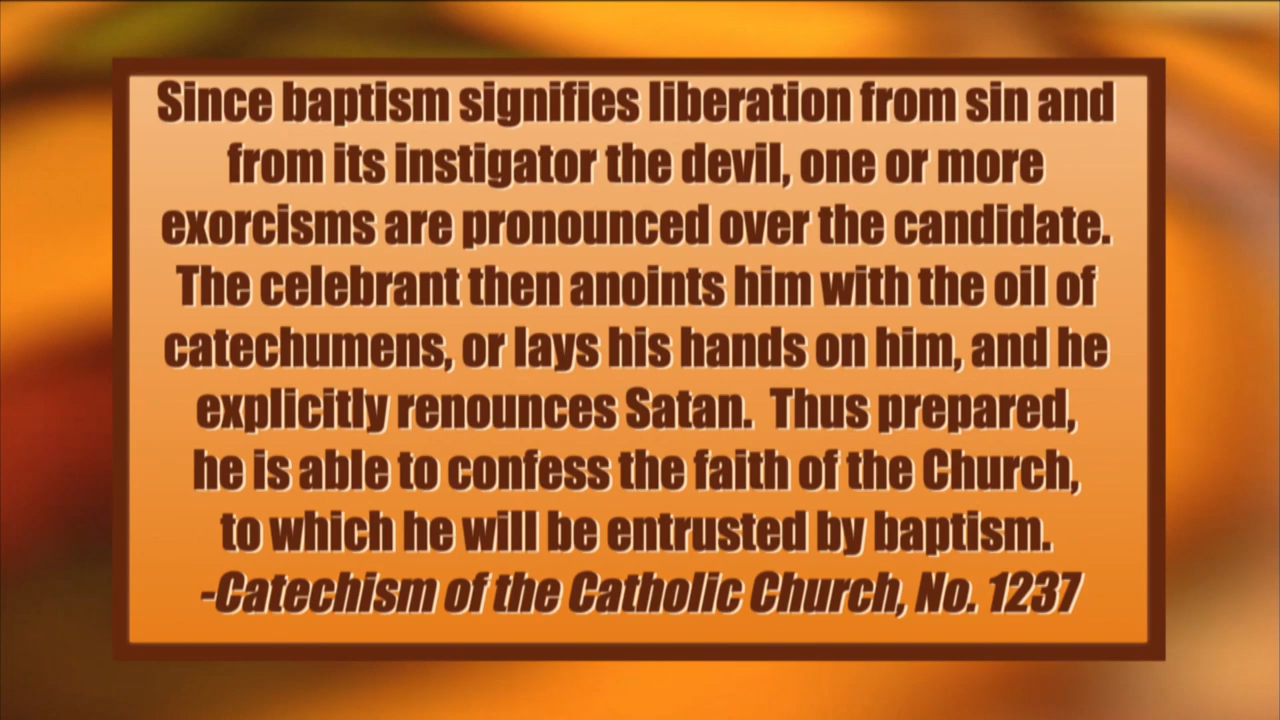 Since baptism signifies liberation from sin and
from its instigator the devil, one or more
exorcisms are pronounced over the candidate.
The celebrant then anoints him with the oil of
catechumens, or lays his hands on him, and he
explicitly renounces Satan.  Thus prepared,
he is able to confess the faith of the Church,
to which he will be entrusted by baptism.
-Catechism of the Catholic Church, No. 1237